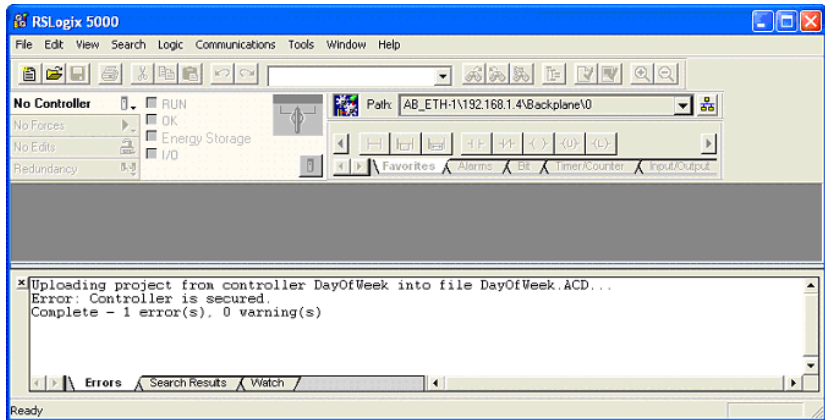 RSLogix 5000
File Edit View Search Logic Communications Tools Window Help
No Controller RUN Path: AB_ETH-1\192.168.1.4\Backplane\0
No Forces OK
No Edits Energy Storage
I/O
Redundancy Favorites Alarms Bit Timer/Counter Input/Output
Uploading project from controller DayOfWeek into file DayOfWeek.ACD...
Error: Controller is secured.
Complete - 1 error(s), 0 warning(s)
Errors Search Results Watch
Ready